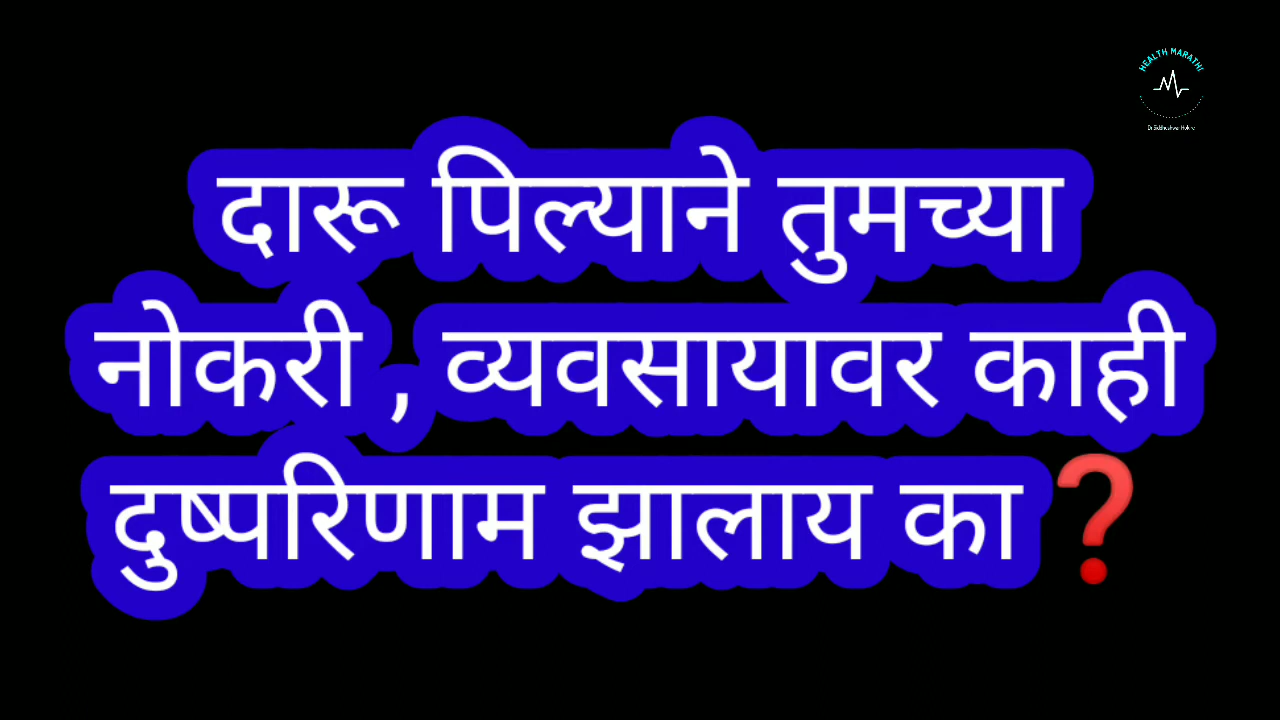 HEALTH MARATHI
दारू पिल्याने तुमच्या
नोकरी , व्यवसायावर काही
दुष्परिणाम झालाय का❓